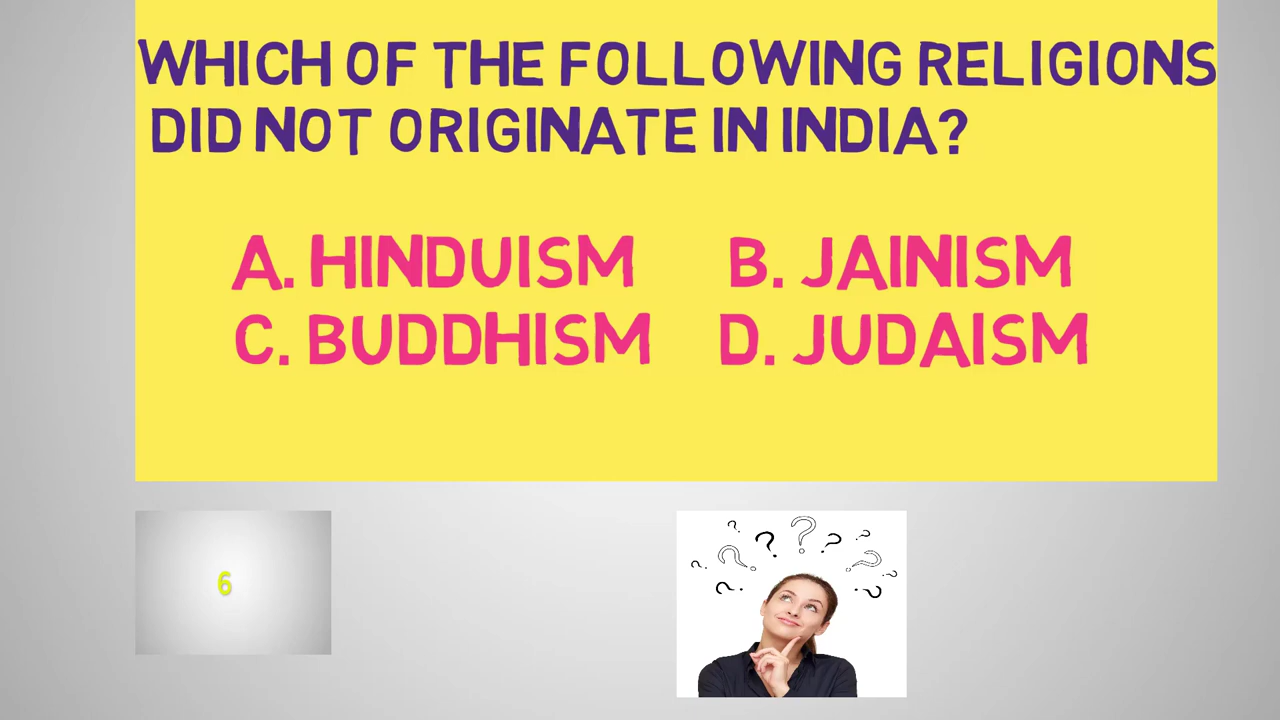 WHICH OF THE FOLLOWING RELIGIONS
DID NOT ORIGINATE IN INDIA?
A. HINDUISM B. JAINISM
C. BUDDHISM D. JUDAISM
6